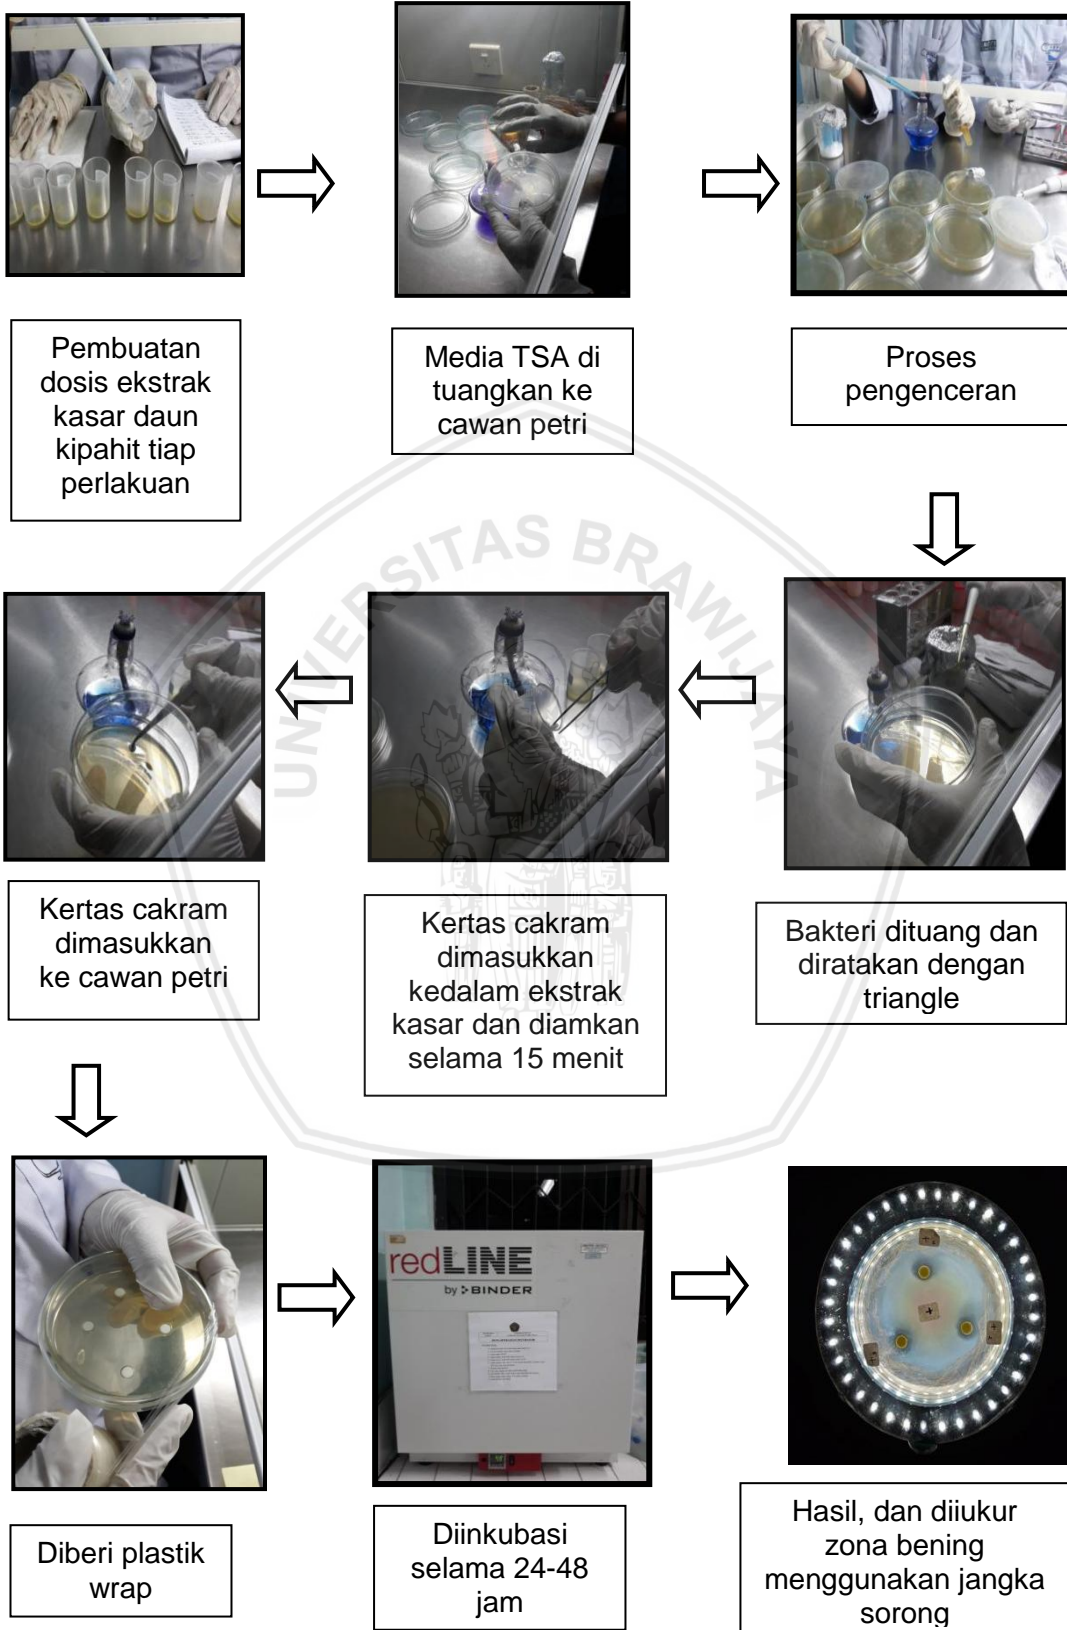 Pembuatan
dosis ekstrak
kasar daun
kipahit tiap
perlakuan
Media TSA di
tuangkan ke
cawan petri
Proses
pengenceran
Kertas cakram
dimasukkan
ke cawan petri
Kertas cakram
dimasukkan
kedalam ekstrak
kasar dan diamkan
selama 15 menit
Bakteri dituang dan
diratakan dengan
triangle
UNIVERSITAS BRAWIJAYA
redLINE
by BINDER
Diberi plastik
wrap
Diinkubasi
selama 24-48
jam
Hasil, dan diiukur
zona bening
menggunakan jangka
sorong